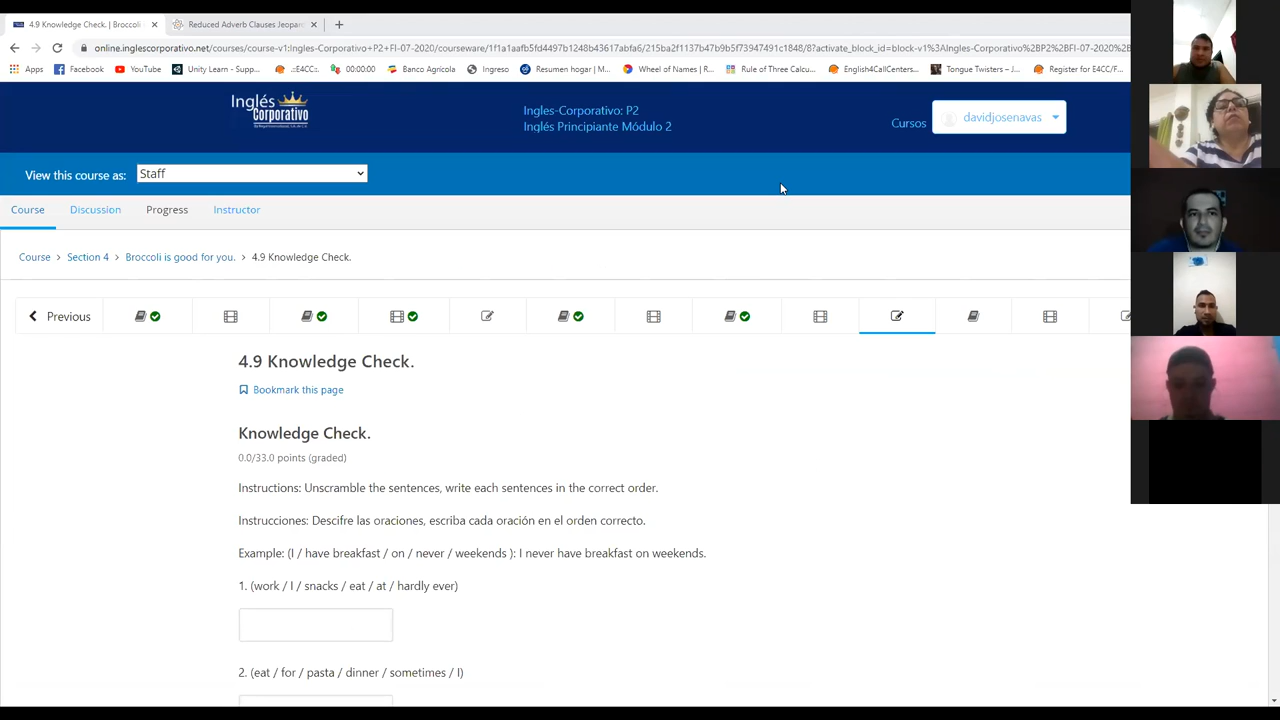 4.9 Knowledge Check. | Broccoli
Reduced Adverb Clauses Jeopar
online.inglescorporativo.net/courses/course-v1:Ingles-Corporativo+P2+FI-07-2020/courseware/1f1a1aafb5fd4497b1248b43617abfa6/215ba2f1137b47b9b5f73947491c1848/8?activate_block_id=block-v1%3AIngles-Corporativo%2BP2%2BFI-07-2020%2B
Apps Facebook YouTube Unity Learn - Supp... .::E4CC::. 00:00:00 Banco Agrícola Ingreso Resumen hogar | M... Wheel of Names | R... Rule of Three Calcu... English4CallCenters... Tongue Twisters – J... Register for E4CC/F
Inglés
Corporativo
Ingles-Corporativo: P2
Inglés Principiante Módulo 2
Cursos
davidjosenavas
View this course as:
Staff
Course Discussion Progress Instructor
Course > Section 4 > Broccoli is good for you. > 4.9 Knowledge Check.
Previous
4.9 Knowledge Check.
Bookmark this page
Knowledge Check.
0.0/33.0 points (graded)
Instructions: Unscramble the sentences, write each sentences in the correct order.
Instrucciones: Descifre las oraciones, escriba cada oración en el orden correcto.
Example: (I / have breakfast / on / never / weekends ): I never have breakfast on weekends.
1. (work / I / snacks / eat / at / hardly ever)
2. (eat / for / pasta / dinner / sometimes / I)